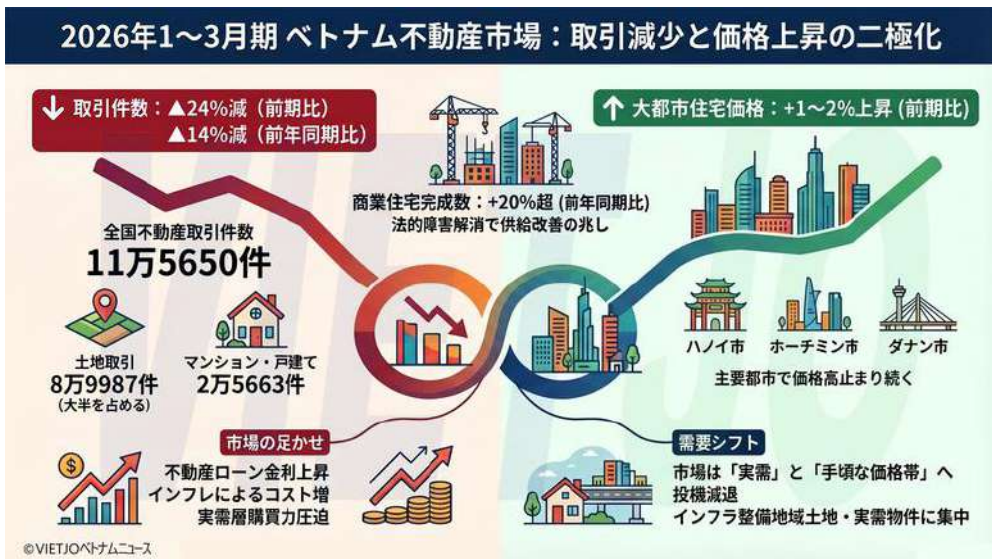 2026年1～3月期 ベトナム不動産市場：取引減少と価格上昇の二極化
↓ 取引件数：▲24%減（前期比）
▲14%減（前年同期比）
↑ 大都市住宅価格：+1～2%上昇 (前期比)
商業住宅完成数：+20%超 (前年同期比)
法的障害解消で供給改善の兆し
全国不動産取引件数
11万5650件
土地取引
8万9987件
(大半を占める)
マンション・戸建て
2万5663件
ハノイ市
ホーチミン市
ダナン市
主要都市で価格高止まり続く
市場の足かせ
$
不動産ローン金利上昇
インフレによるコスト増
実需層購買力圧迫
需要シフト
市場は「実需」と「手頃な価格帯」へ
投機減退
インフラ整備地域土地・実需物件に集中
VIETJO
©VIETJOベトナムニュース